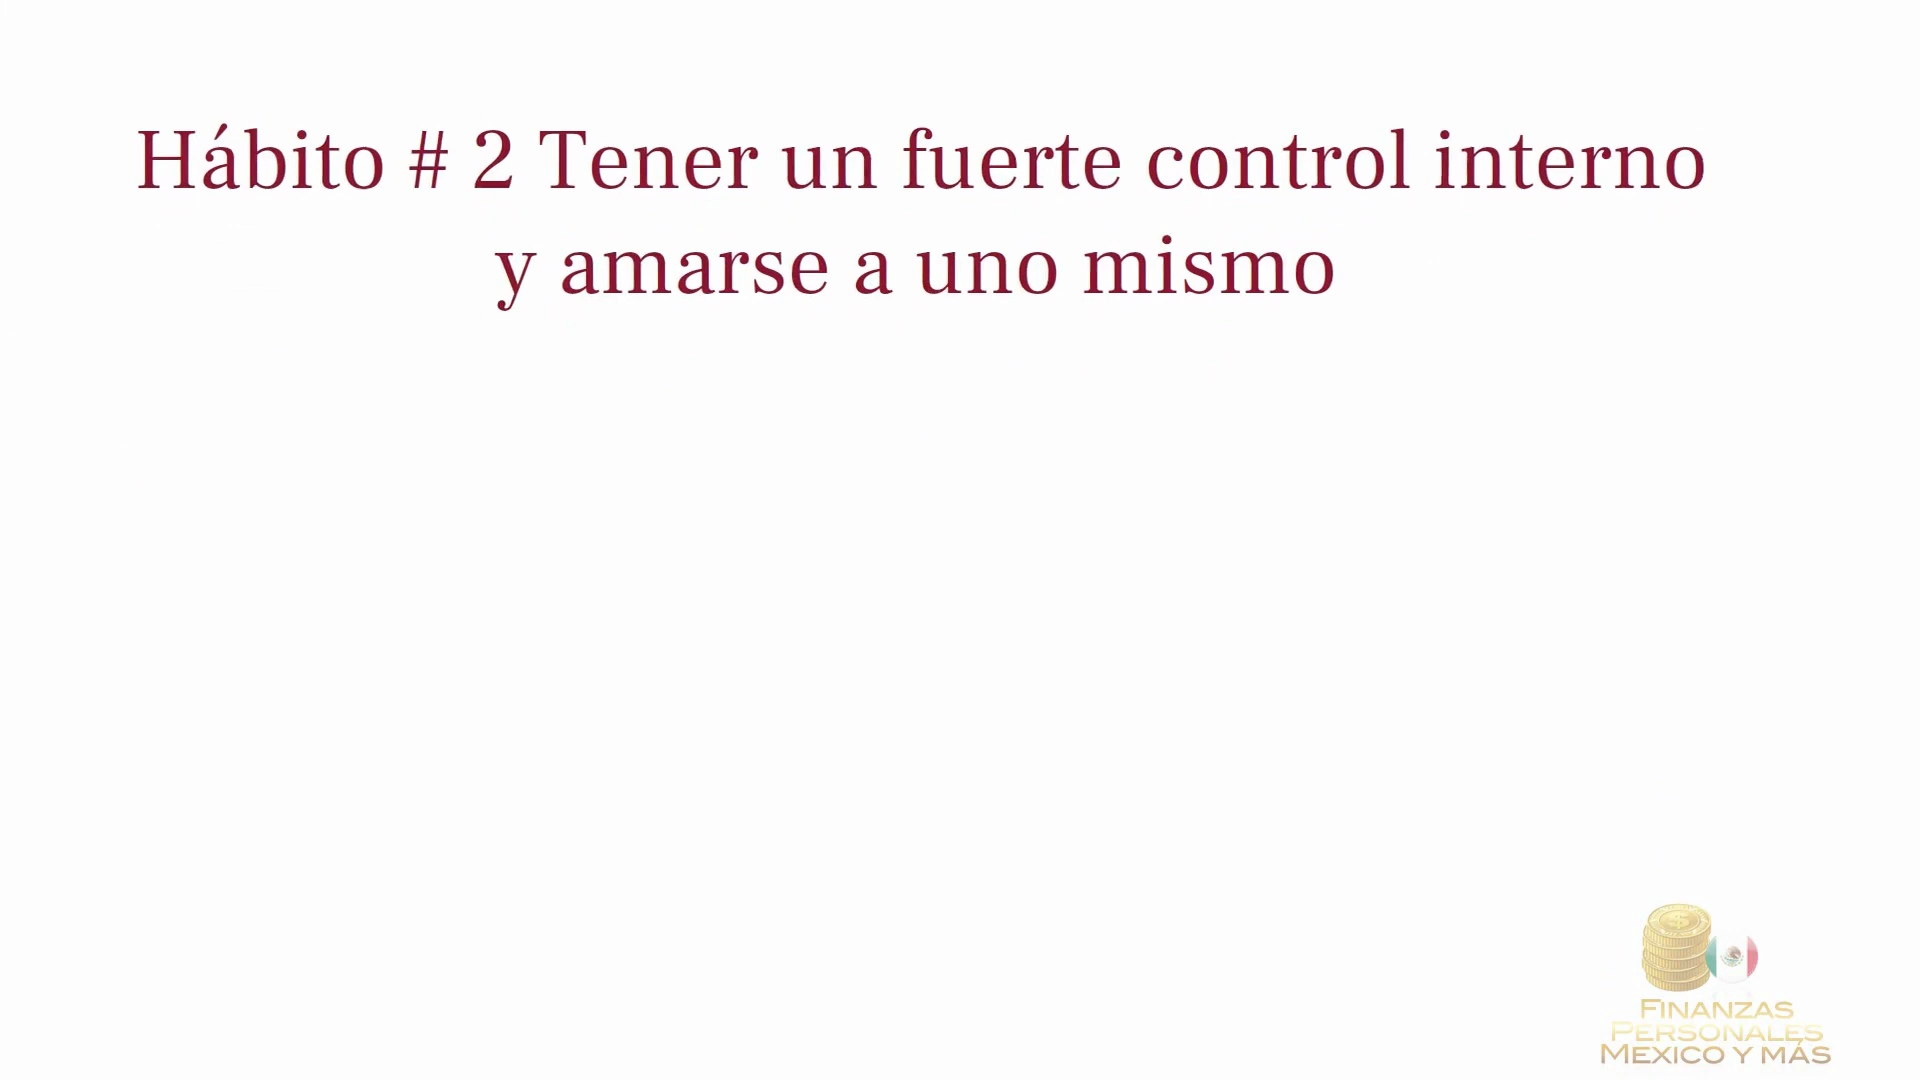 Hábito # 2 Tener un fuerte control interno
y amarse a uno mismo
FINANZAS
PERSONALES
MEXICO Y MÁS